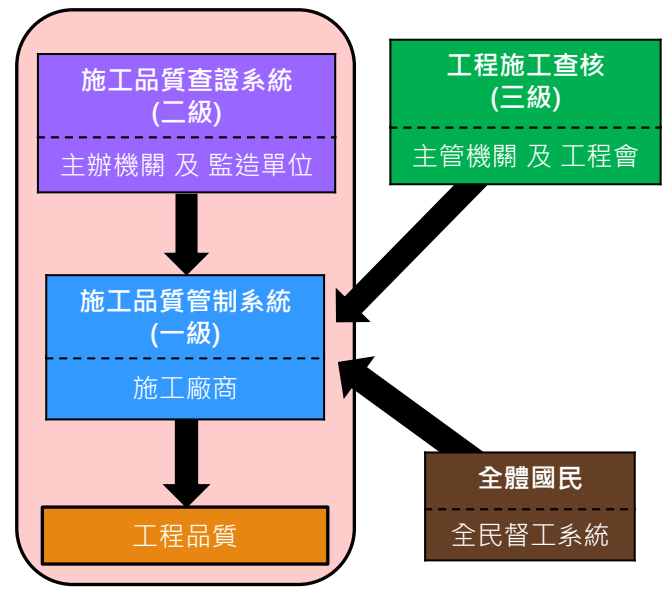 施工品質查證系統
(二級)
主辦機關 及 監造單位
工程施工查核
(三級)
主管機關 及 工程會
施工品質管制系統
(一級)
施工廠商
全體國民
全民督工系統
工程品質